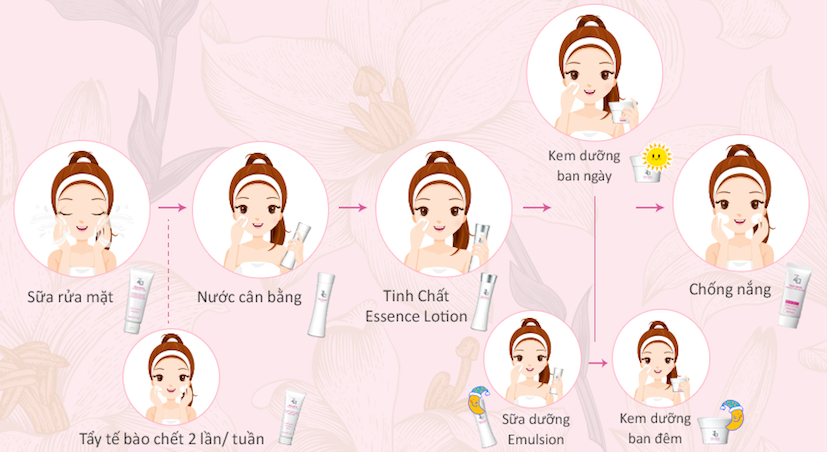 Kem dưỡng
ban ngày
Sữa rửa mặt
Nước cân bằng
Tinh Chất
Essence Lotion
Chống nắng
Tẩy tế bào chết 2 lần/ tuần
Sữa dưỡng
Emulsion
Kem dưỡng
ban đêm